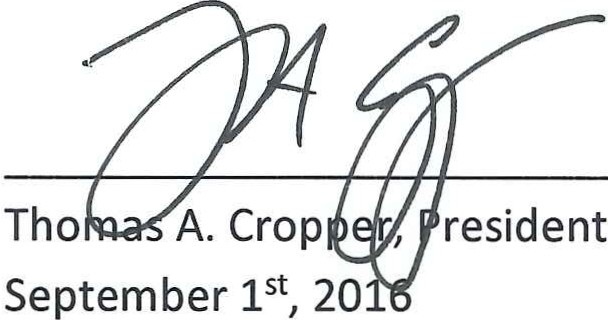 Thomas A. Cropper, President
September 1st, 2016